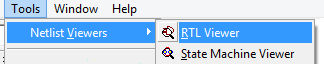 Tools Window Help
Netlist Viewers RTL Viewer
State Machine Viewer